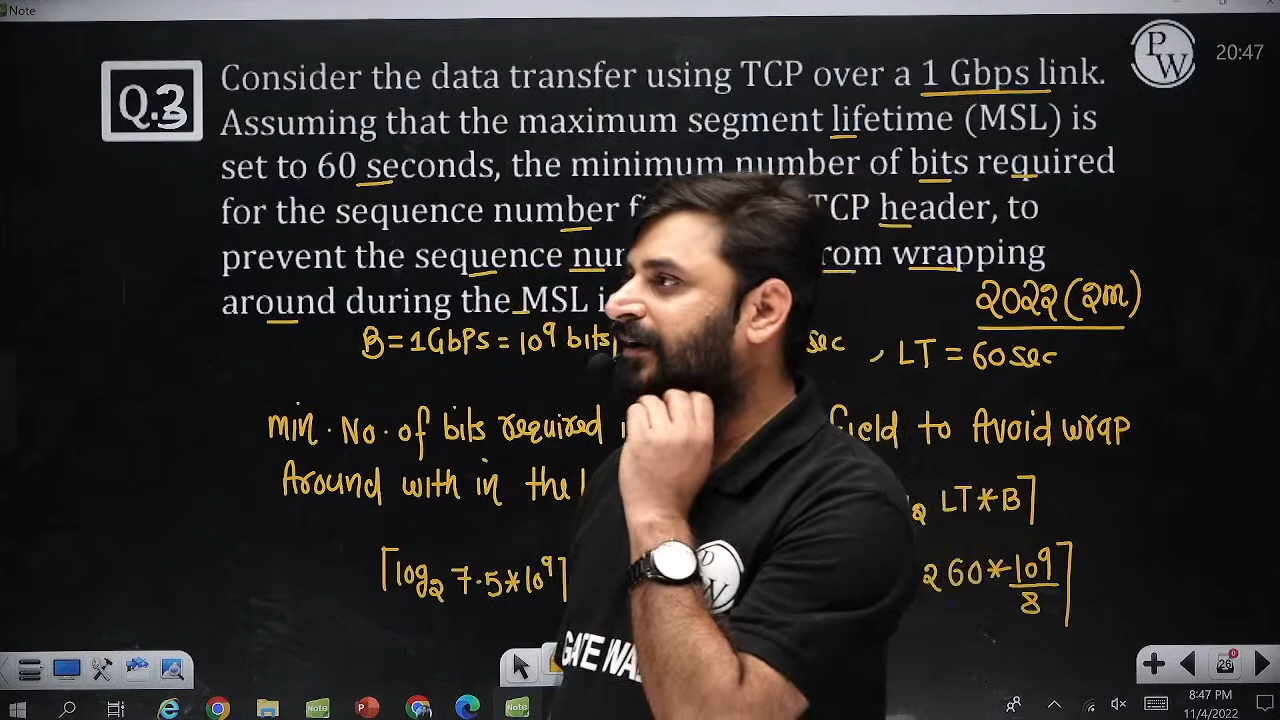 Note
P W
20:47
Q.3
Consider the data transfer using TCP over a 1 Gbps link.
Assuming that the maximum segment lifetime (MSL) is
set to 60 seconds, the minimum number of bits required
for the sequence number TCP header, to
prevent the sequence wrapping
around during the MSL
2022 (2m)
B = 1GbPs = 10⁹ bits sec , LT = 60sec
min. No. of bits required to Avoid wrap
Around with in the
LT*B]
⌈log₂ 7.5*10⁹⌉
2 60*10⁹/8⌉
GATE WA
26
8:47 PM
11/4/2022